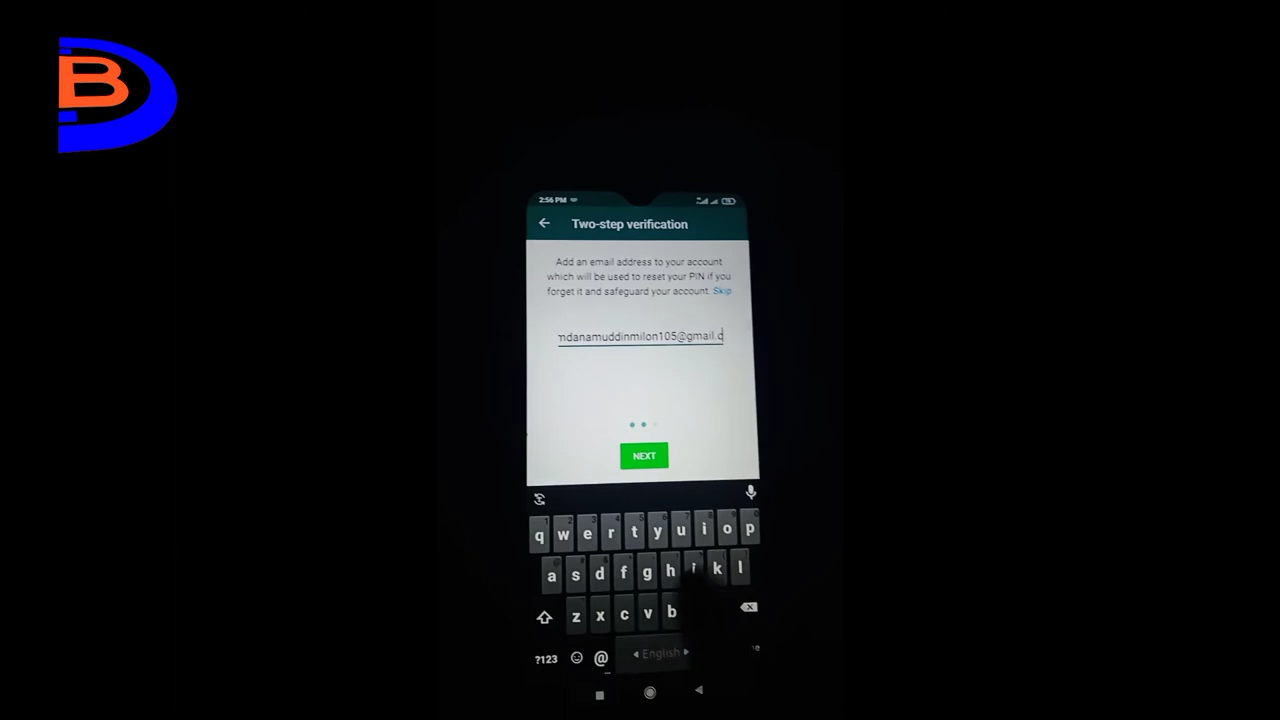 B
2:56 PM
Two-step verification
Add an email address to your account
which will be used to reset your PIN if you
forget it and safeguard your account. Skip
mdanamuddinmilon105@gmail.c
NEXT
q w e r t y u i o p
a s d f g h j k l
z x c v b
?123 @ English